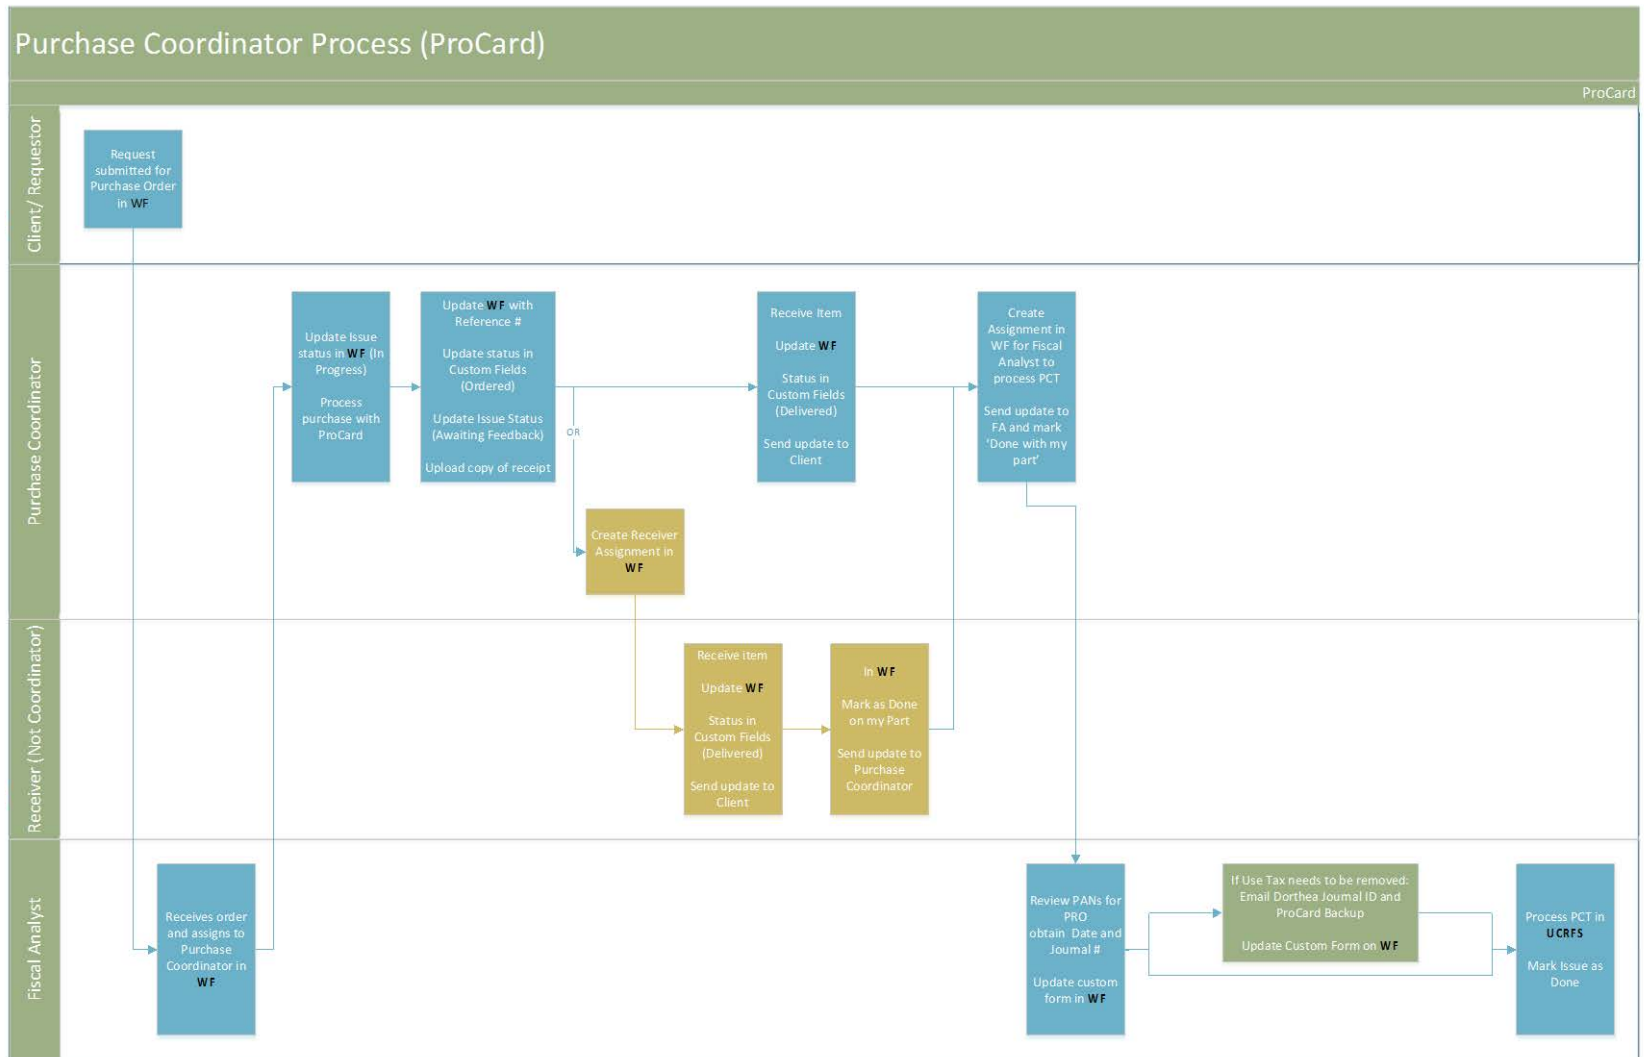 Purchase Coordinator Process (ProCard)
ProCard
Client/ Requestor
Request
submitted for
Purchase Order
in WF
Purchase Coordinator
Update Issue
status in WF (In
Progress)
Process
purchase with
ProCard
Update WF with
Reference #
Update status in
Custom Fields
(Ordered)
Update Issue Status
(Awaiting Feedback)
Upload copy of receipt
OR
Receive Item
Update WF
Status in
Custom Fields
(Delivered)
Send update to
Client
Create
Assignment in
WF for Fiscal
Analyst to
process PCT
Send update to
FA and mark
‘Done with my
part’
Create Receiver
Assignment in
WF
Receiver (Not Coordinator)
Receive item
Update WF
Status in
Custom Fields
(Delivered)
Send update to
Client
In WF
Mark as Done
on my Part
Send update to
Purchase
Coordinator
Fiscal Analyst
Receives order
and assigns to
Purchase
Coordinator in
WF
Review PANs for
PRO
obtain Date and
Journal #
Update custom
form in WF
If Use Tax needs to be removed:
Email Dorthea Journal ID and
ProCard Backup
Update Custom Form on WF
Process PCT in
UCRFS
Mark Issue as
Done